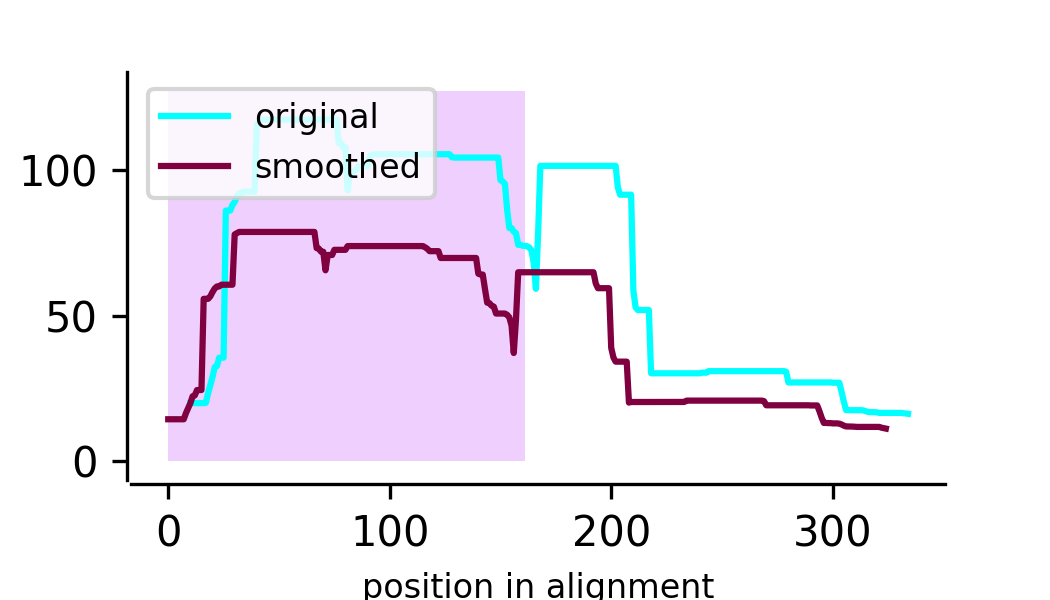 original
smoothed
100
50
0
0 100 200 300
position in alignment